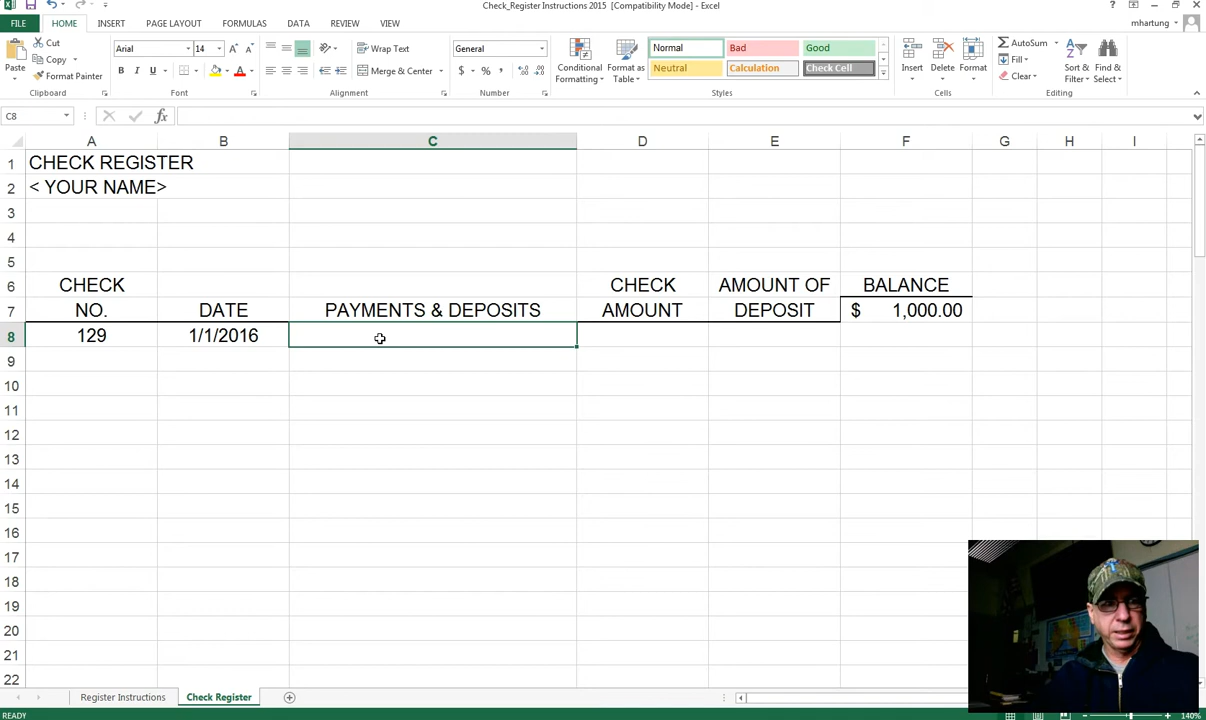 Check_Register Instructions 2015 [Compatibility Mode] - Excel
FILE HOME INSERT PAGE LAYOUT FORMULAS DATA REVIEW VIEW mhartung
Paste Cut Copy Format Painter Clipboard
Arial 14 B I U Font
Wrap Text Merge & Center Alignment
General $ % , Number
Conditional Formatting Format as Table Normal Bad Good Neutral Calculation Check Cell Styles
Insert Delete Format Cells
AutoSum Fill Clear Sort & Filter Find & Select Editing
C8 fx
A B C D E F G H I
1 CHECK REGISTER
2 < YOUR NAME>
3
4
5
6 CHECK CHECK AMOUNT OF BALANCE
7 NO. DATE PAYMENTS & DEPOSITS AMOUNT DEPOSIT $ 1,000.00
8 129 1/1/2016
9
10
11
12
13
14
15
16
17
18
19
20
21
22
Register Instructions Check Register
READY 140%